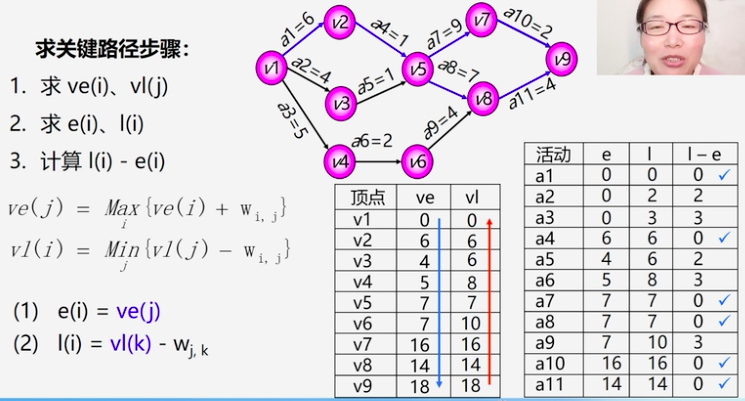 求关键路径步骤：
1. 求 ve(i)、vl(j)
2. 求 e(i)、l(i)
3. 计算 l(i) - e(i)
ve(j) = Max{ve(i) + w i, j}
i
vl(i) = Min{vl(j) − w i, j}
j
(1) e(i) = ve(j)
(2) l(i) = vl(k) - wj, k
v1
v2
v3
v4
v5
v6
v7
v8
v9
a1=6
a2=4
a3=5
a4=1
a5=1
a6=2
a7=9
a8=7
a9=4
a10=2
a11=4
顶点 ve vl
v1 0 0
v2 6 6
v3 4 6
v4 5 8
v5 7 7
v6 7 10
v7 16 16
v8 14 14
v9 18 18
活动 e l l – e
a1 0 0 0 ✓
a2 0 2 2
a3 0 3 3
a4 6 6 0 ✓
a5 4 6 2
a6 5 8 3
a7 7 7 0 ✓
a8 7 7 0 ✓
a9 7 10 3
a10 16 16 0 ✓
a11 14 14 0 ✓